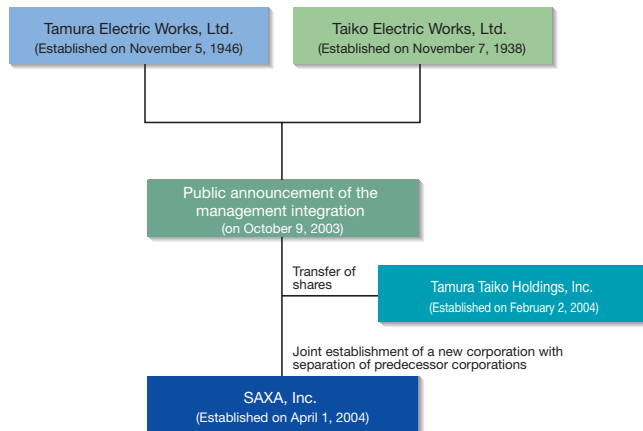 Tamura Electric Works, Ltd.
(Established on November 5, 1946)
Taiko Electric Works, Ltd.
(Established on November 7, 1938)
Public announcement of the
management integration
(on October 9, 2003)
Transfer of
shares
Tamura Taiko Holdings, Inc.
(Established on February 2, 2004)
Joint establishment of a new corporation with
separation of predecessor corporations
SAXA, Inc.
(Established on April 1, 2004)